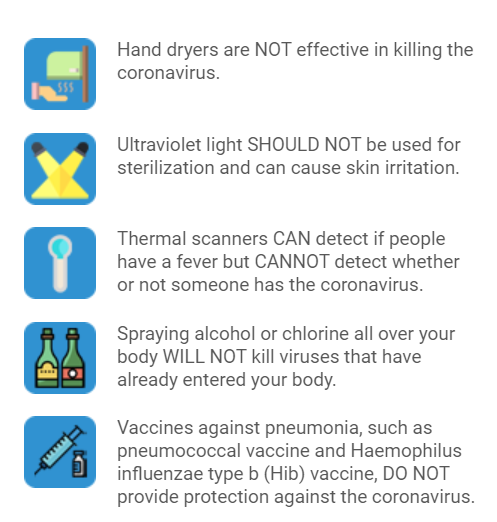 Hand dryers are NOT effective in killing the
coronavirus.
Ultraviolet light SHOULD NOT be used for
sterilization and can cause skin irritation.
Thermal scanners CAN detect if people
have a fever but CANNOT detect whether
or not someone has the coronavirus.
Spraying alcohol or chlorine all over your
body WILL NOT kill viruses that have
already entered your body.
Vaccines against pneumonia, such as
pneumococcal vaccine and Haemophilus
influenzae type b (Hib) vaccine, DO NOT
provide protection against the coronavirus.